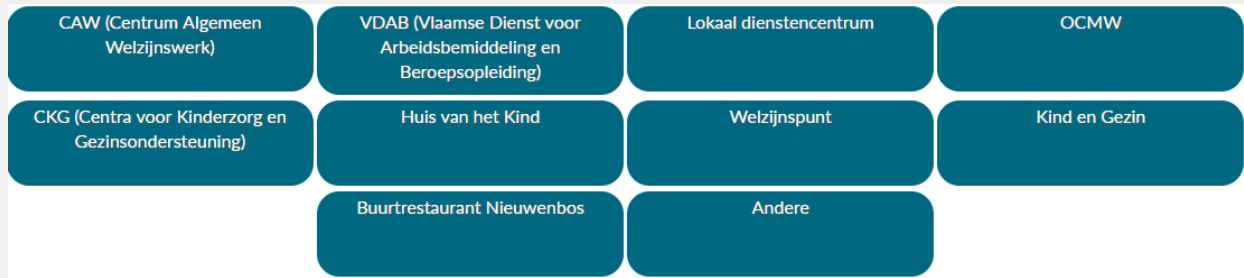 CAW (Centrum Algemeen
Welzijnswerk)
VDAB (Vlaamse Dienst voor
Arbeidsbemiddeling en
Beroepsopleiding)
Lokaal dienstencentrum
OCMW
CKG (Centra voor Kinderzorg en
Gezinsondersteuning)
Huis van het Kind
Welzijnspunt
Kind en Gezin
Buurtrestaurant Nieuwenbos
Andere